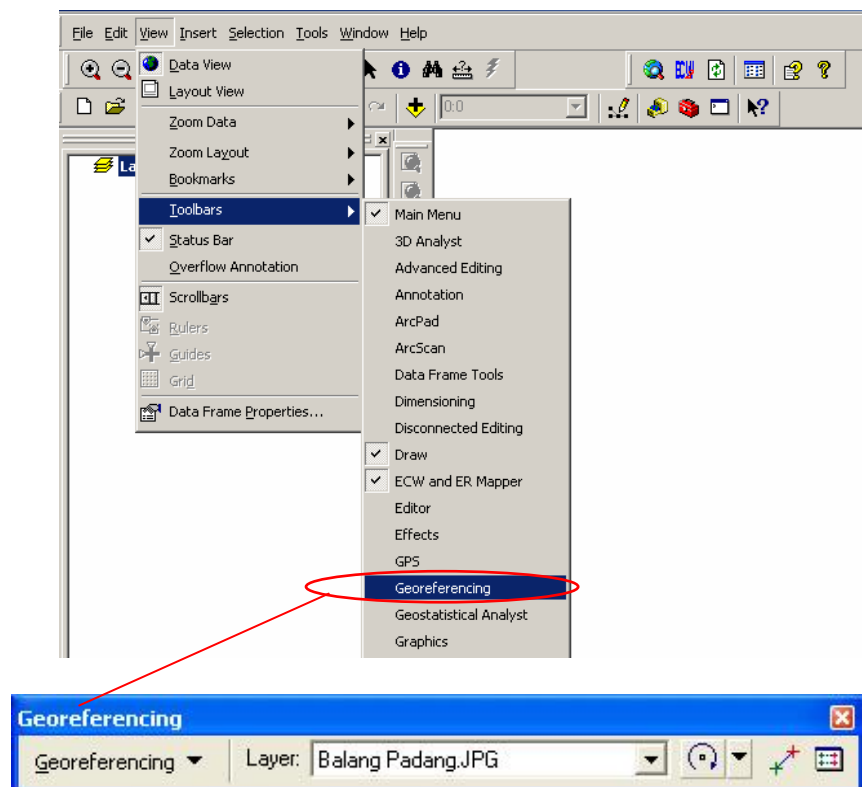 File Edit View Insert Selection Tools Window Help
Data View
Layout View
0:0
Zoom Data
Zoom Layout
La
Bookmarks
Toolbars
Main Menu
Status Bar
3D Analyst
Overflow Annotation
Advanced Editing
Scrollbars
Annotation
Rulers
ArcPad
Guides
ArcScan
Grid
Data Frame Tools
Data Frame Properties...
Dimensioning
Disconnected Editing
Draw
ECW and ER Mapper
Editor
Effects
GPS
Georeferencing
Geostatistical Analyst
Graphics
Georeferencing
Georeferencing Layer: Balang Padang.JPG